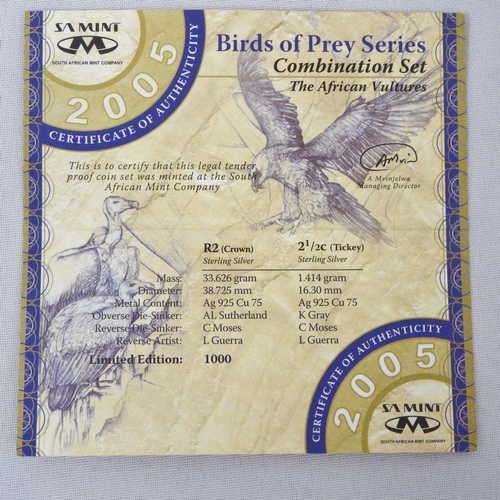 SA MINT
SOUTH AFRICAN MINT COMPANY
2005
CERTIFICATE OF AUTHENTICITY
Birds of Prey Series
Combination Set
The African Vultures
This is to certify that this legal tender
proof coin set was minted at the South
African Mint Company
A Mvinjelwa
Managing Director
R2 (Crown) 2 1/2c (Tickey)
Sterling Silver Sterling Silver
Mass: 33.626 gram 1.414 gram
Diameter: 38.725 mm 16.30 mm
Metal Content: Ag 925 Cu 75 Ag 925 Cu 75
Obverse Die-Sinker: AL Sutherland K Gray
Reverse Die-Sinker: C Moses C Moses
Reverse Artist: L Guerra L Guerra
Limited Edition: 1000
CERTIFICATE OF AUTHENTICITY
2005
SA MINT
SOUTH AFRICAN MINT COMPANY